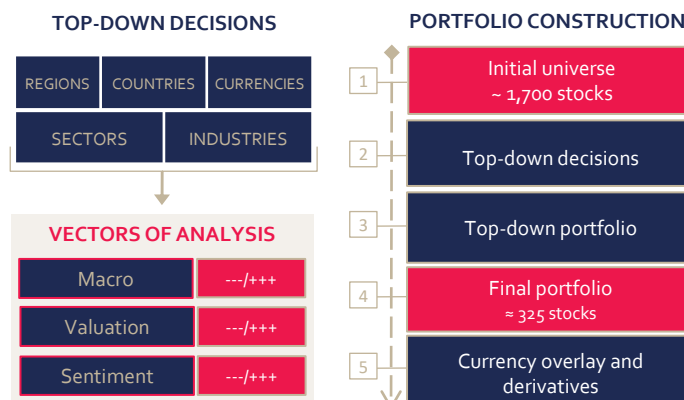 TOP-DOWN DECISIONS
REGIONS
COUNTRIES
CURRENCIES
SECTORS
INDUSTRIES
VECTORS OF ANALYSIS
Macro
---/+++
Valuation
---/+++
Sentiment
---/+++
PORTFOLIO CONSTRUCTION
1
Initial universe
~ 1,700 stocks
2
Top-down decisions
3
Top-down portfolio
4
Final portfolio
≈ 325 stocks
5
Currency overlay and
derivatives